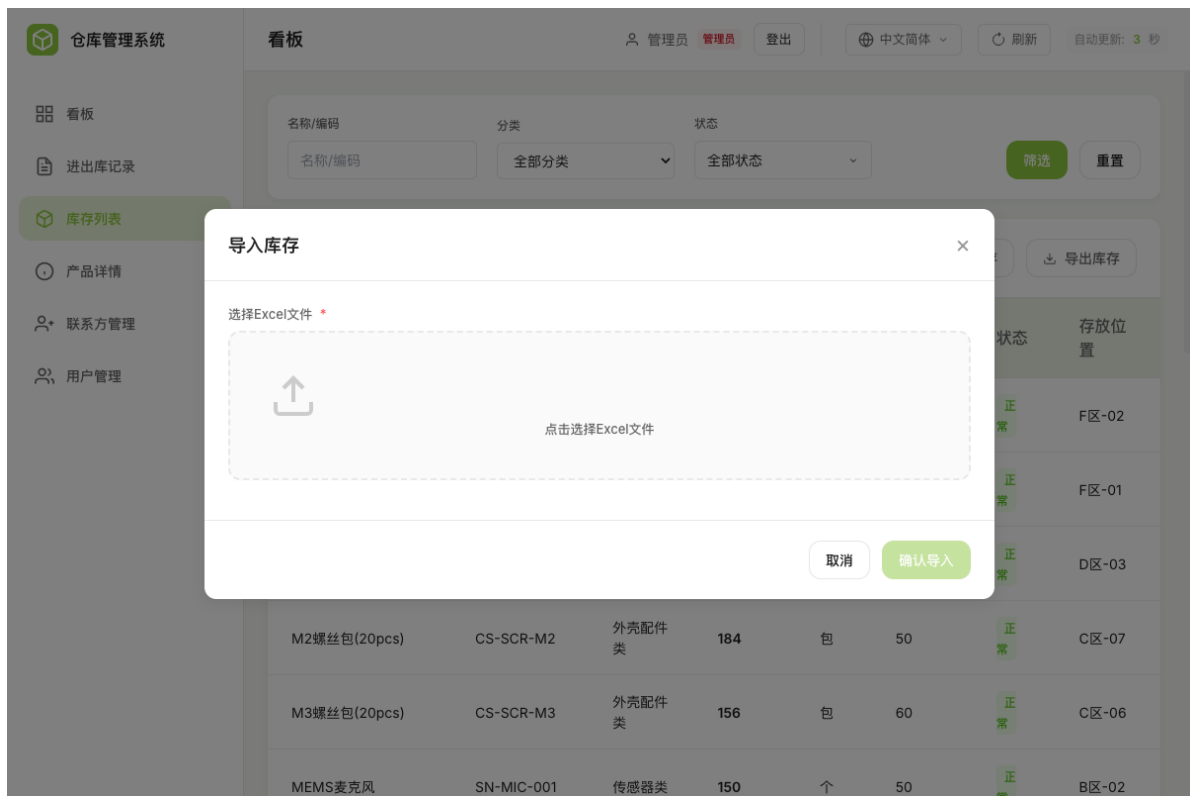 仓库管理系统
看板
管理员
管理员
登出
中文简体
刷新
自动更新: 3 秒
看板
进出库记录
库存列表
产品详情
联系方管理
用户管理
名称/编码
分类
状态
名称/编码
全部分类
全部状态
筛选
重置
导出库存
导入库存
选择Excel文件 *
点击选择Excel文件
取消
确认导入
状态
存放位
置
正
常
F区-02
正
常
F区-01
正
常
D区-03
M2螺丝包(20pcs)
CS-SCR-M2
外壳配件
类
184
包
50
正
常
C区-07
M3螺丝包(20pcs)
CS-SCR-M3
外壳配件
类
156
包
60
正
常
C区-06
MEMS麦克风
SN-MIC-001
传感器类
150
个
50
正
B区-02